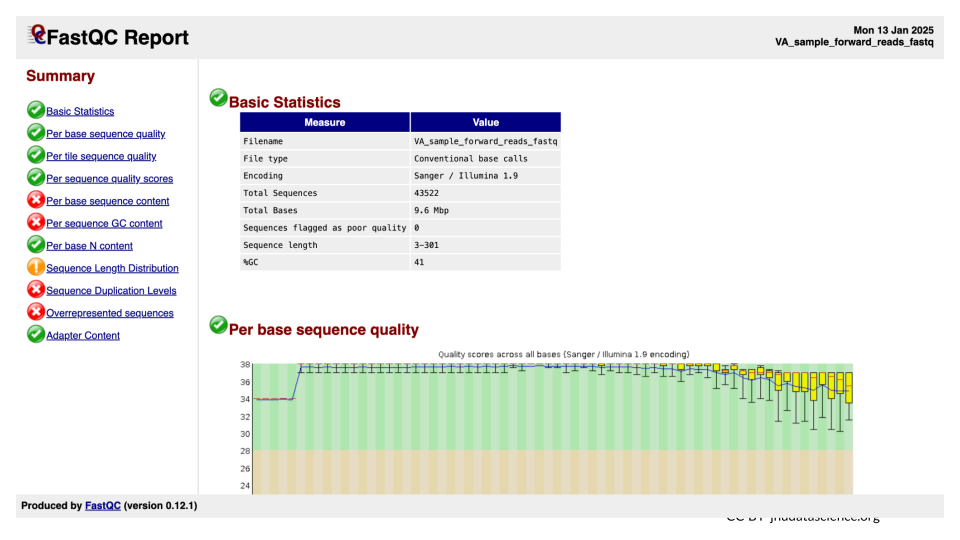 FastQC Report
Mon 13 Jan 2025
VA_sample_forward_reads_fastq
Summary
Basic Statistics
Per base sequence quality
Per tile sequence quality
Per sequence quality scores
Per base sequence content
Per sequence GC content
Per base N content
Sequence Length Distribution
Sequence Duplication Levels
Overrepresented sequences
Adapter Content
Basic Statistics
Measure Value
Filename VA_sample_forward_reads_fastq
File type Conventional base calls
Encoding Sanger / Illumina 1.9
Total Sequences 43522
Total Bases 9.6 Mbp
Sequences flagged as poor quality 0
Sequence length 3-301
%GC 41
Per base sequence quality
Quality scores across all bases (Sanger / Illumina 1.9 encoding)
38
36
34
32
30
28
26
24
Produced by FastQC (version 0.12.1)
CC BY jhudatascience.org